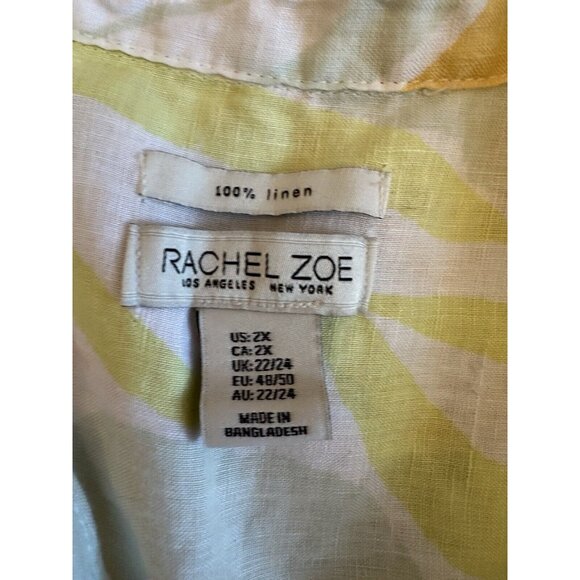 100% linen
RACHEL ZOE
LOS ANGELES NEW YORK
US: 2X
CA: 2X
UK: 22/24
EU: 48/50
AU: 22/24
MADE IN
BANGLADESH